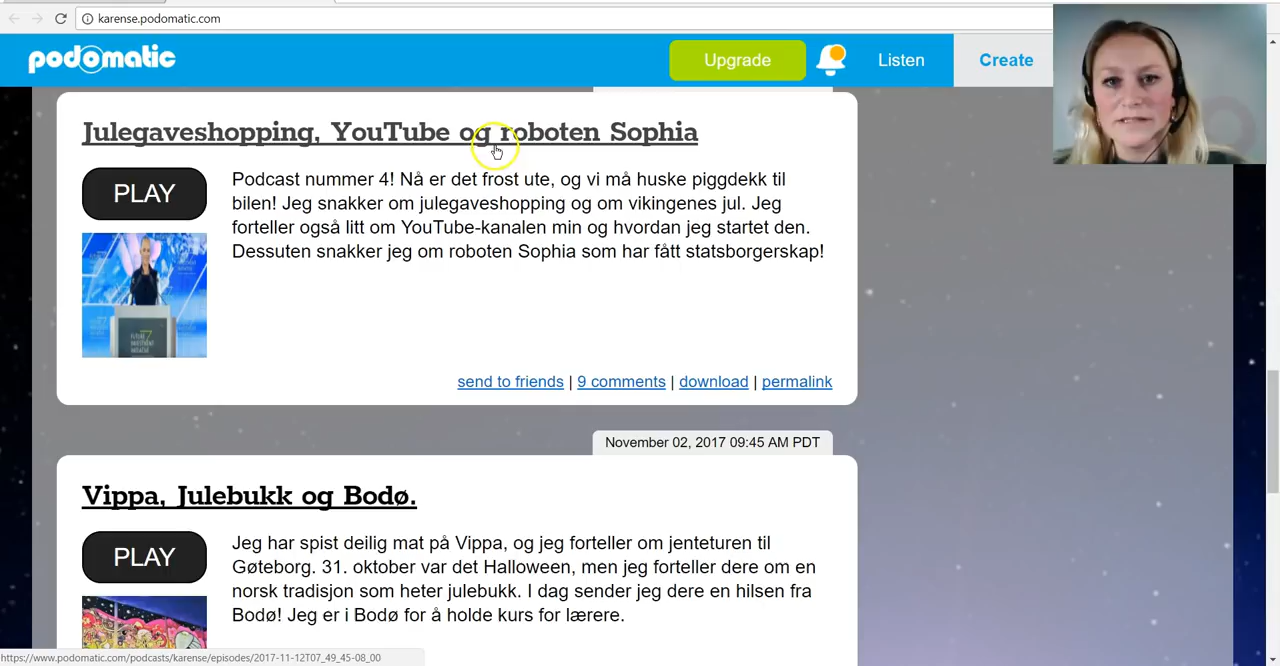 karense.podomatic.com
podomatic
Upgrade
Listen
Create
Julegaveshopping, YouTube og roboten Sophia
PLAY
Podcast nummer 4! Nå er det frost ute, og vi må huske piggdekk til
bilen! Jeg snakker om julegaveshopping og om vikingenes jul. Jeg
forteller også litt om YouTube-kanalen min og hvordan jeg startet den.
Dessuten snakker jeg om roboten Sophia som har fått statsborgerskap!
send to friends | 9 comments | download | permalink
November 02, 2017 09:45 AM PDT
Vippa, Julebukk og Bodø.
PLAY
Jeg har spist deilig mat på Vippa, og jeg forteller om jenteturen til
Gøteborg. 31. oktober var det Halloween, men jeg forteller dere om en
norsk tradisjon som heter julebukk. I dag sender jeg dere en hilsen fra
Bodø! Jeg er i Bodø for å holde kurs for lærere.
https://www.podomatic.com/podcasts/karense/episodes/2017-11-12T07_49_45-08_00